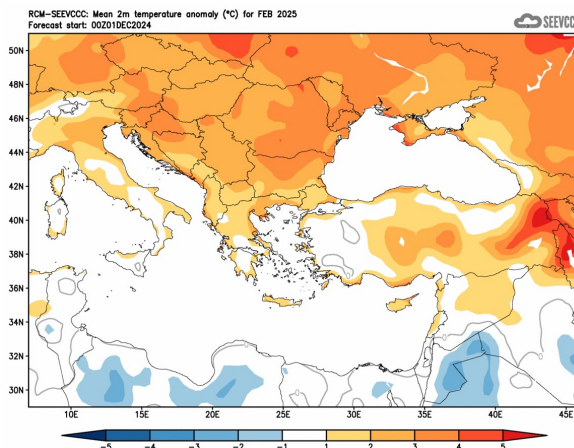 RCM-SEEVCCC: Mean 2m temperature anomaly (°C) for FEB 2025
Forecast start: 00Z01DEC2024
SEEVCC
50N
48N
46N
44N
42N
40N
38N
36N
34N
32N
30N
10E 15E 20E 25E 30E 35E 40E 45E
-5 -4 -3 -2 -1 1 2 3 4 5